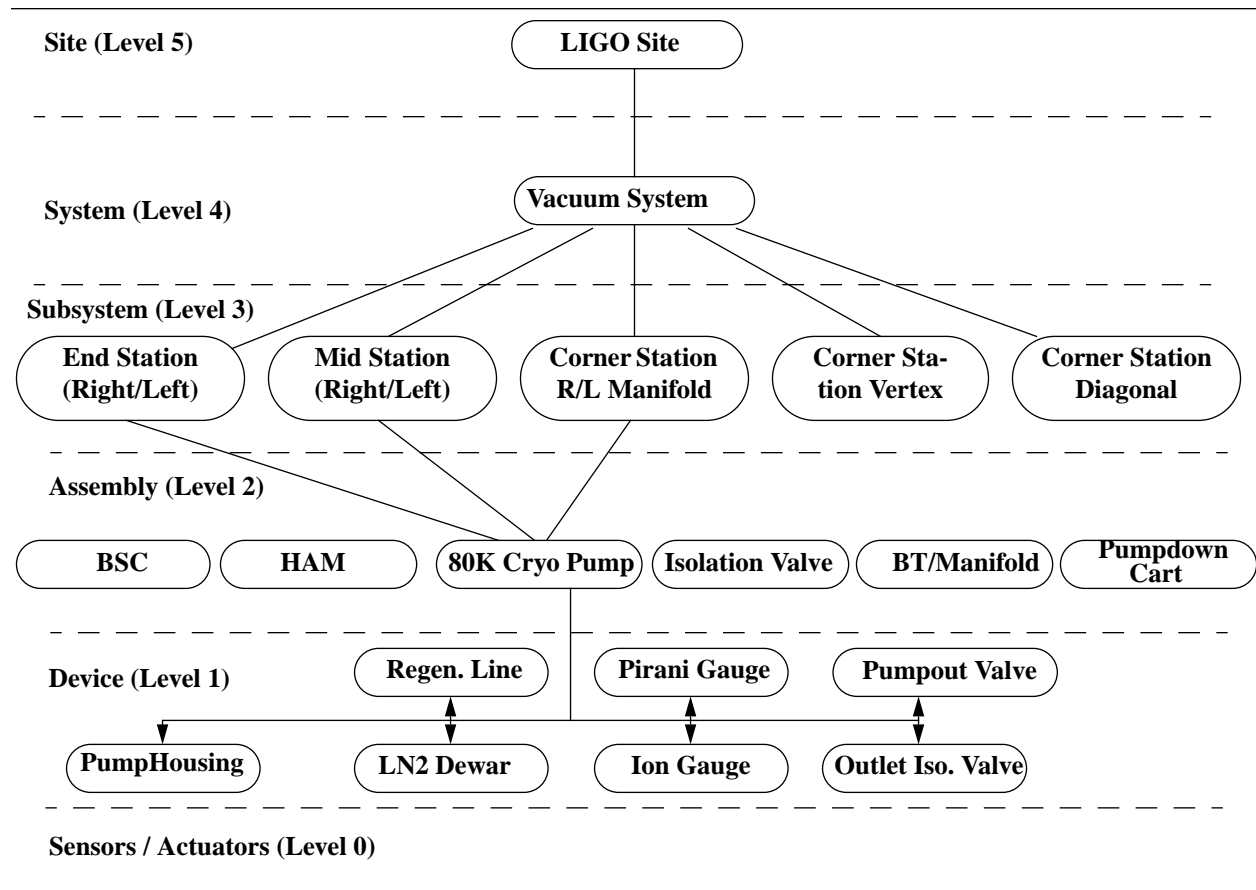 Site (Level 5)
LIGO Site
System (Level 4)
Vacuum System
Subsystem (Level 3)
End Station
(Right/Left)
Mid Station
(Right/Left)
Corner Station
R/L Manifold
Corner Sta-
tion Vertex
Corner Station
Diagonal
Assembly (Level 2)
BSC
HAM
80K Cryo Pump
Isolation Valve
BT/Manifold
Pumpdown
Cart
Device (Level 1)
Regen. Line
Pirani Gauge
Pumpout Valve
PumpHousing
LN2 Dewar
Ion Gauge
Outlet Iso. Valve
Sensors / Actuators (Level 0)